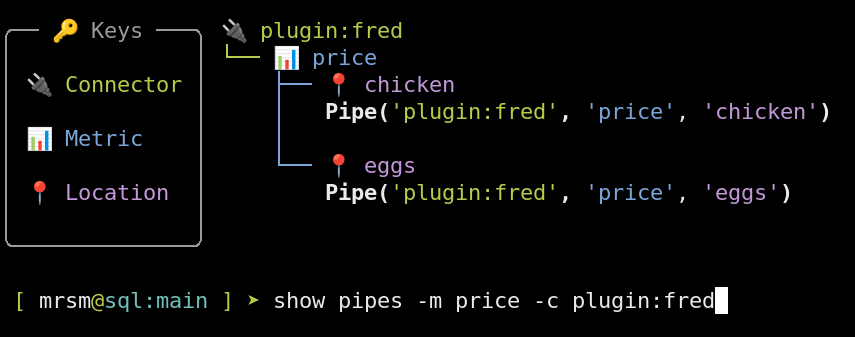 Keys
Connector
Metric
Location
plugin:fred
price
chicken
Pipe('plugin:fred', 'price', 'chicken')
eggs
Pipe('plugin:fred', 'price', 'eggs')
[ mrsm@sql:main ] ➤ show pipes -m price -c plugin:fred